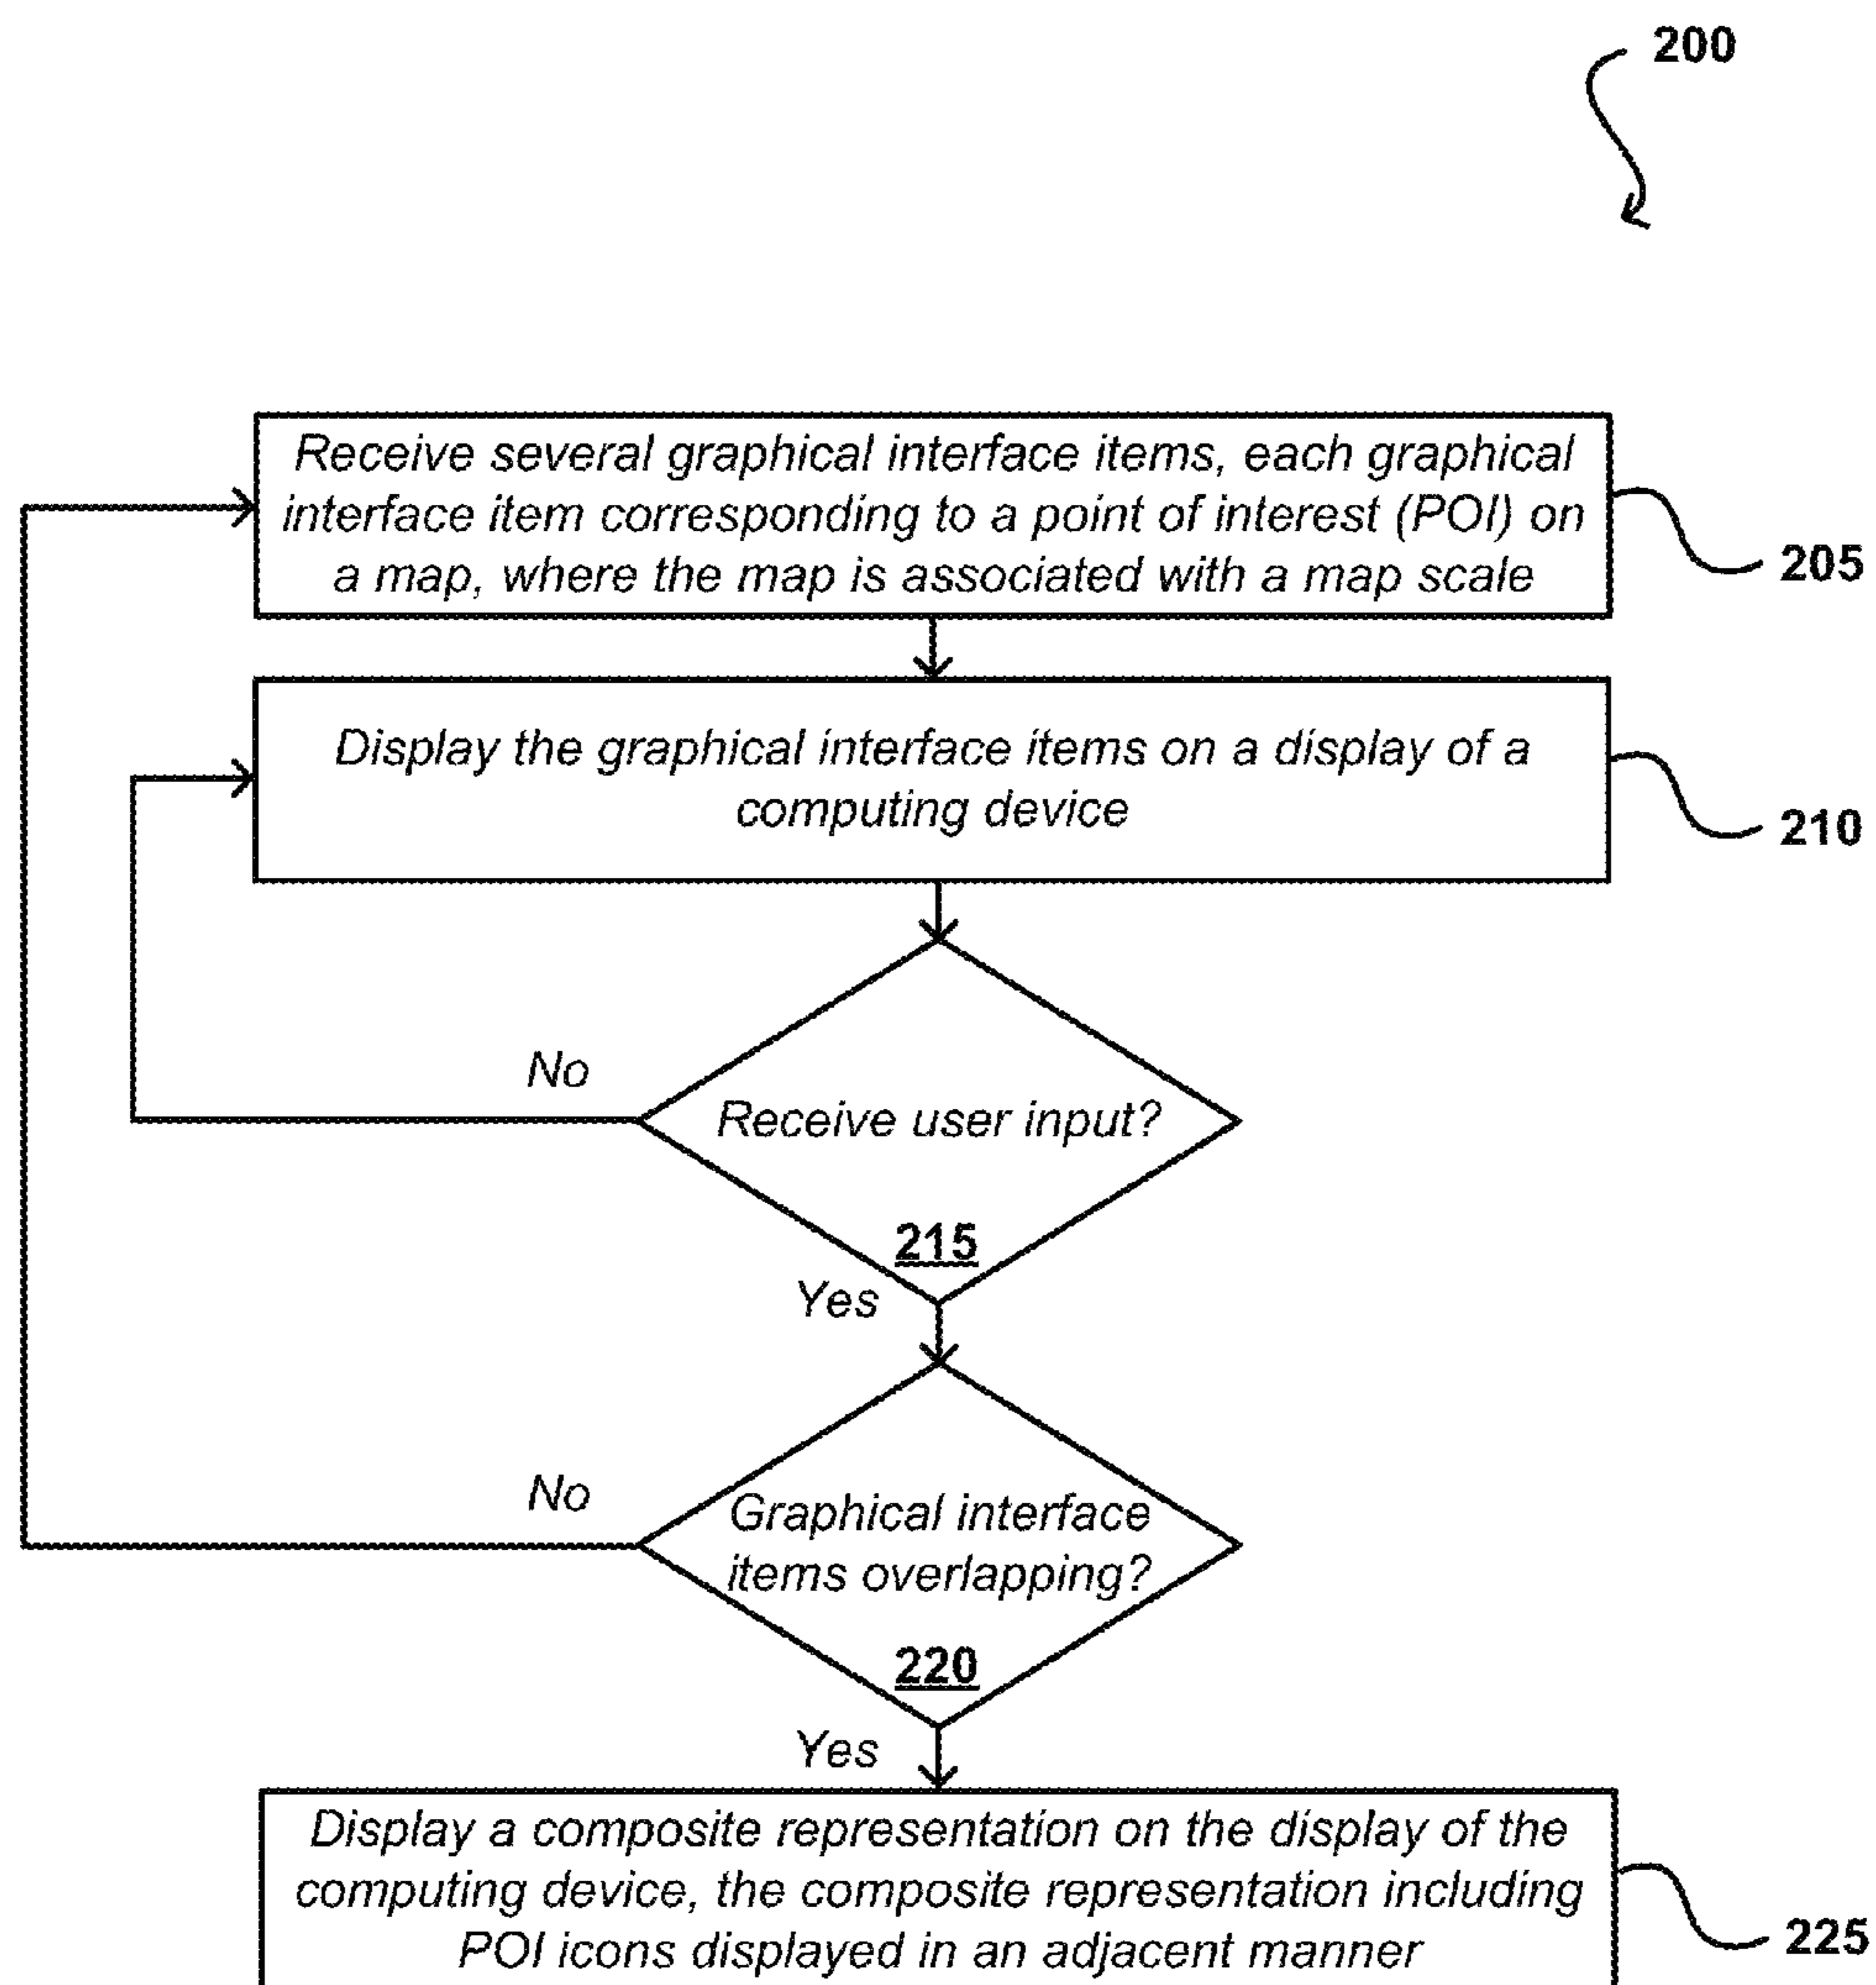 200
Receive several graphical interface items, each graphical
interface item corresponding to a point of interest (POI) on
a map, where the map is associated with a map scale
205
Display the graphical interface items on a display of a
computing device
210
No
Receive user input?
215
Yes
No
Graphical interface
items overlapping?
220
Yes
Display a composite representation on the display of the
computing device, the composite representation including
POI icons displayed in an adjacent manner
225